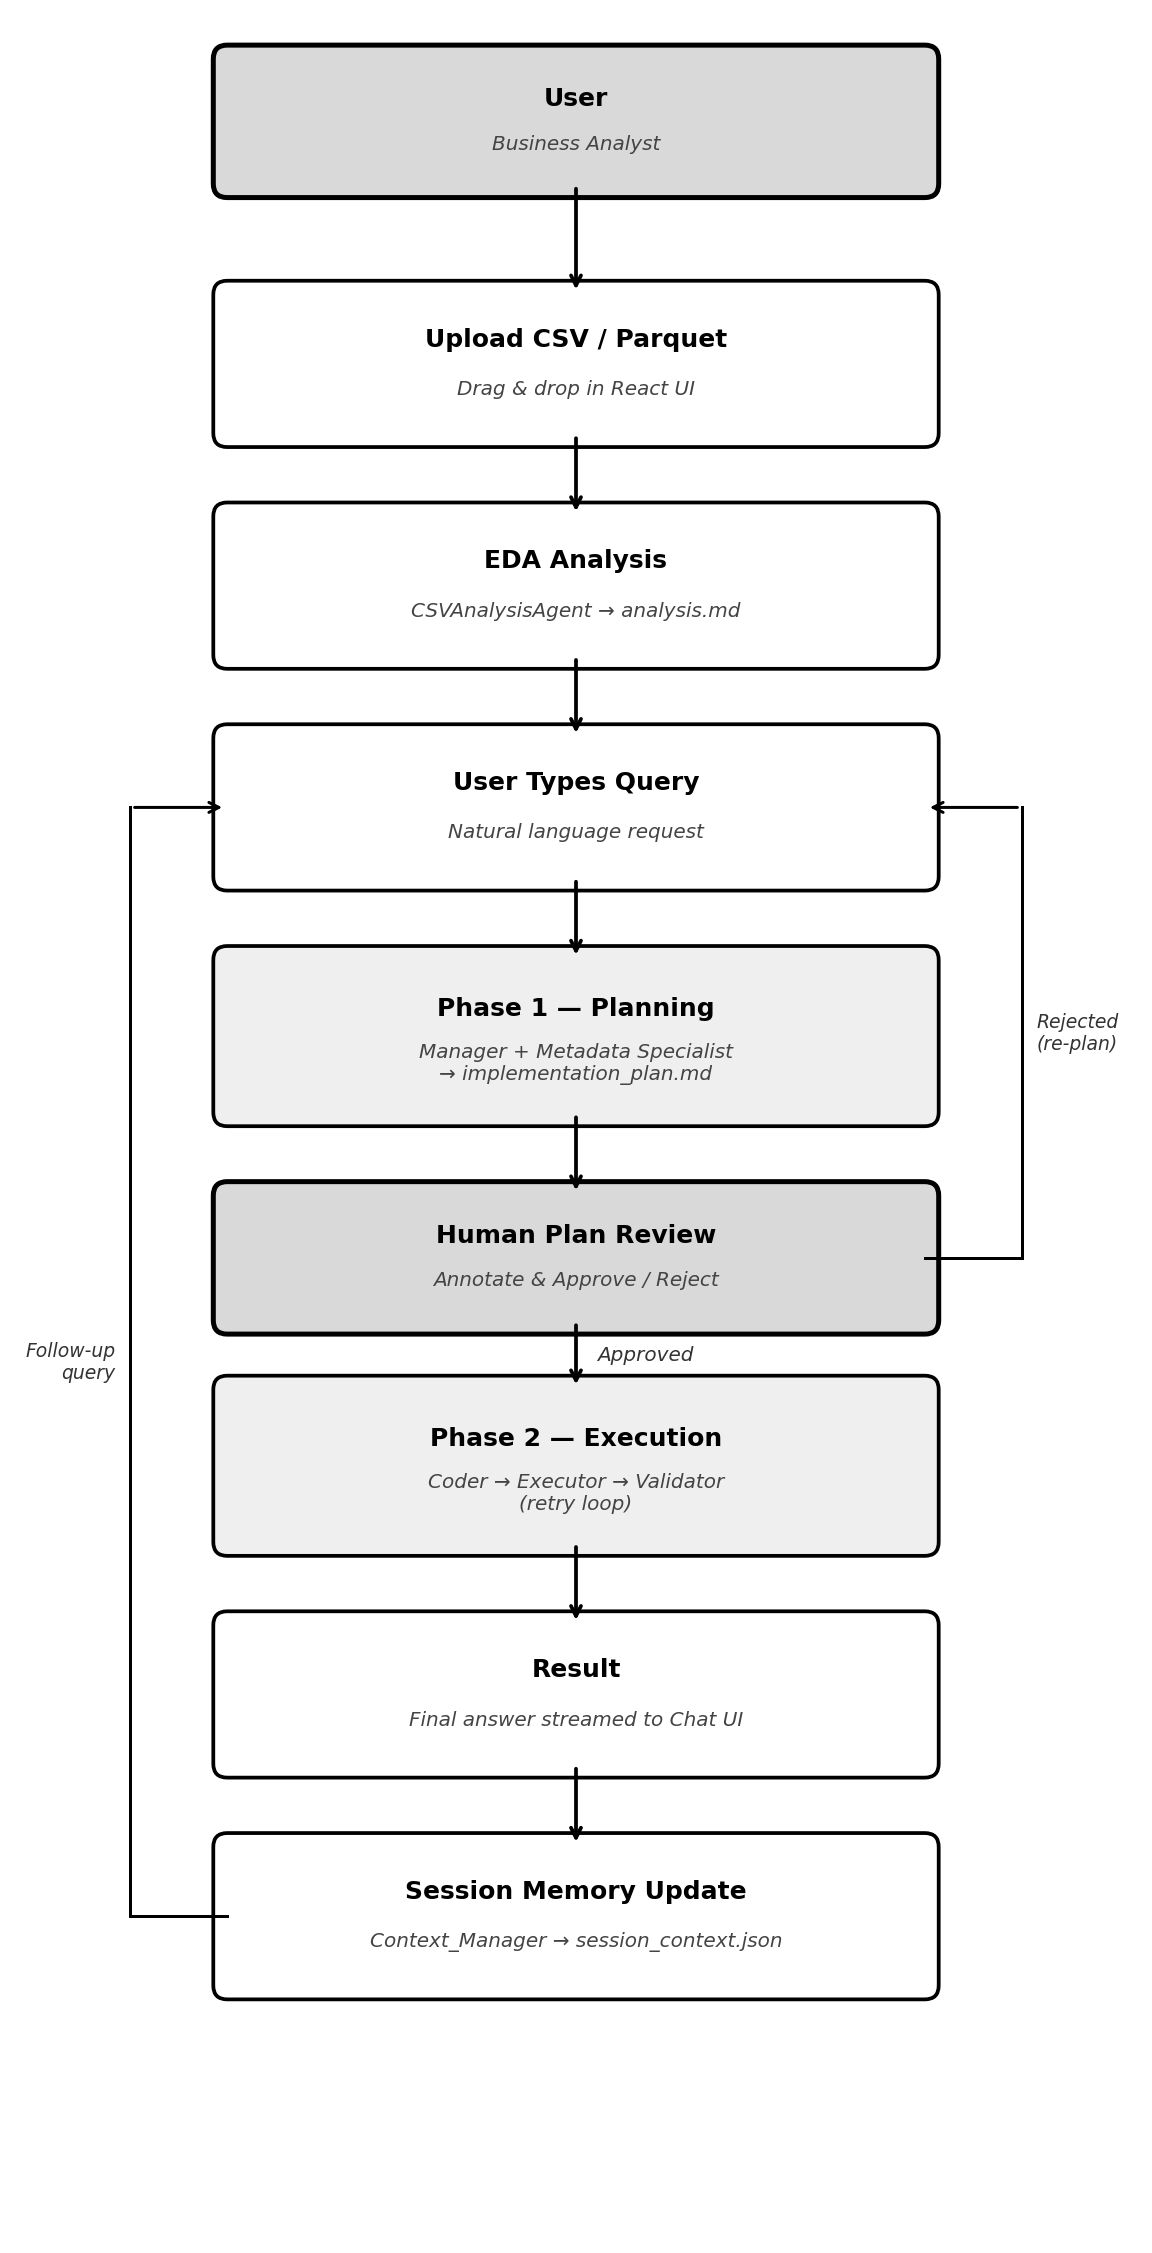 User
Business Analyst
Upload CSV / Parquet
Drag & drop in React UI
EDA Analysis
CSVAnalysisAgent → analysis.md
User Types Query
Natural language request
Phase 1 — Planning
Manager + Metadata Specialist
→ implementation_plan.md
Rejected
(re-plan)
Human Plan Review
Annotate & Approve / Reject
Approved
Follow-up
query
Phase 2 — Execution
Coder → Executor → Validator
(retry loop)
Result
Final answer streamed to Chat UI
Session Memory Update
Context_Manager → session_context.json